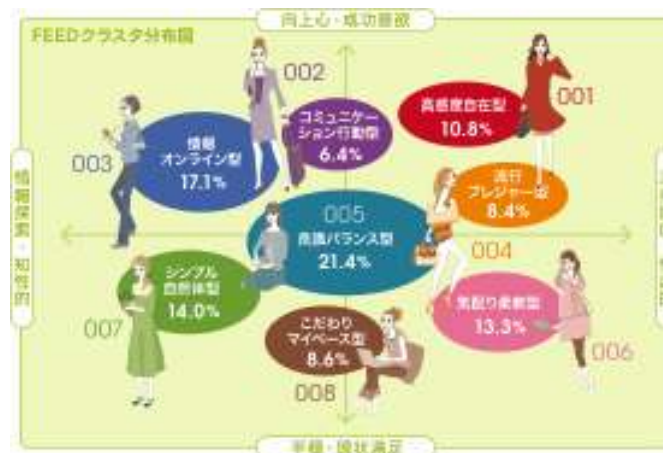 向上心・成功意欲
FEEDクラスタ分布図
002
001
コミュニケー
ション行動型
6.4%
高感度自在型
10.8%
003
情報
オンライン型
17.1%
流行
プレジャー型
8.4%
情報探索・知性的
005
良識バランス型
21.4%
004
シンプル
自然体型
14.0%
007
気配り柔軟型
13.3%
006
こだわり
マイペース型
8.6%
008
平穏・現状満足